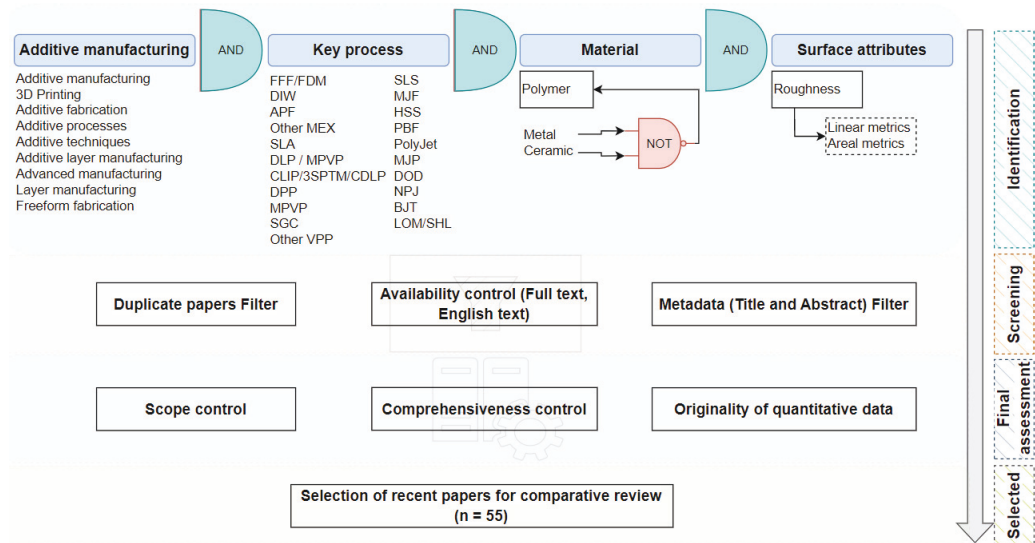 Additive manufacturing
AND
Key process
AND
Material
AND
Surface attributes
Additive manufacturing
3D Printing
Additive fabrication
Additive processes
Additive techniques
Additive layer manufacturing
Advanced manufacturing
Layer manufacturing
Freeform fabrication
FFF/FDM
DIW
APF
Other MEX
SLA
DLP / MPVP
CLIP/3SPTM/CDLP
DPP
MPVP
SGC
Other VPP
SLS
MJF
HSS
PBF
PolyJet
MJP
DOD
NPJ
BJT
LOM/SHL
Polymer
Metal
Ceramic
NOT
Roughness
Linear metrics
Areal metrics
Identification
Duplicate papers Filter
Availability control (Full text,
English text)
Metadata (Title and Abstract) Filter
Screening
Scope control
Comprehensiveness control
Originality of quantitative data
Final
assessment
Selection of recent papers for comparative review
(n = 55)
Selected